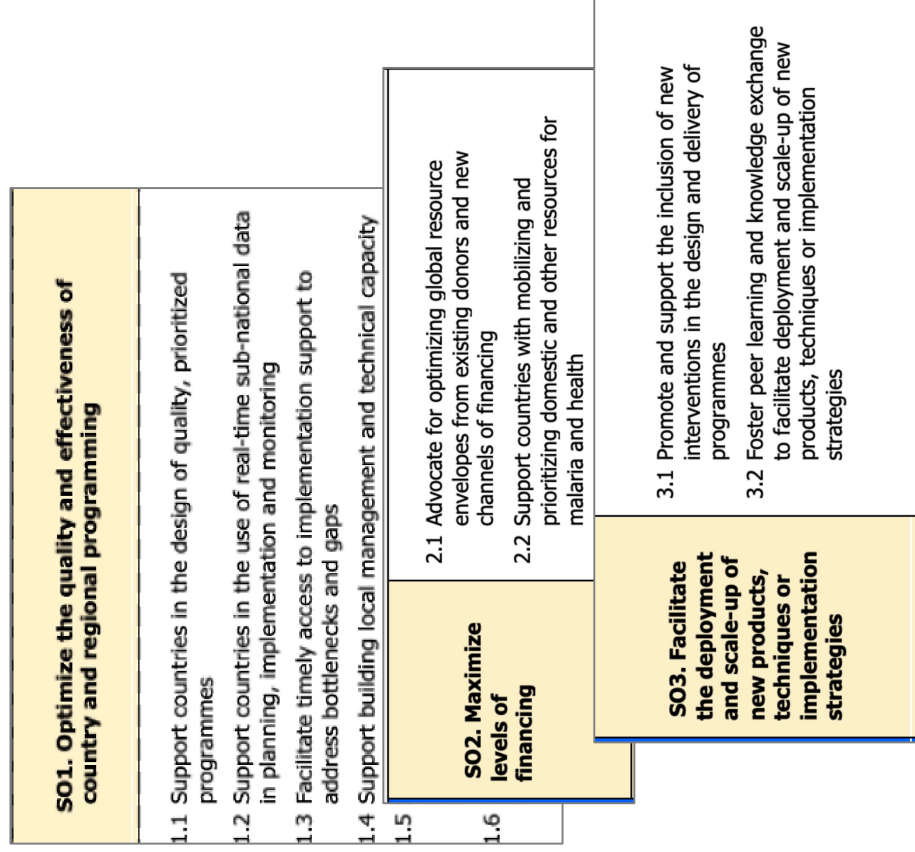 SO1. Optimize the quality and effectiveness of
country and regional programming
1.1 Support countries in the design of quality, prioritized
programmes
1.2 Support countries in the use of real-time sub-national data
in planning, implementation and monitoring
1.3 Facilitate timely access to implementation support to
address bottlenecks and gaps
1.4 Support building local management and technical capacity
1.5
1.6
SO2. Maximize
levels of
financing
2.1 Advocate for optimizing global resource
envelopes from existing donors and new
channels of financing
2.2 Support countries with mobilizing and
prioritizing domestic and other resources for
malaria and health
SO3. Facilitate
the deployment
and scale-up of
new products,
techniques or
implementation
strategies
3.1 Promote and support the inclusion of new
interventions in the design and delivery of
programmes
3.2 Foster peer learning and knowledge exchange
to facilitate deployment and scale-up of new
products, techniques or implementation
strategies